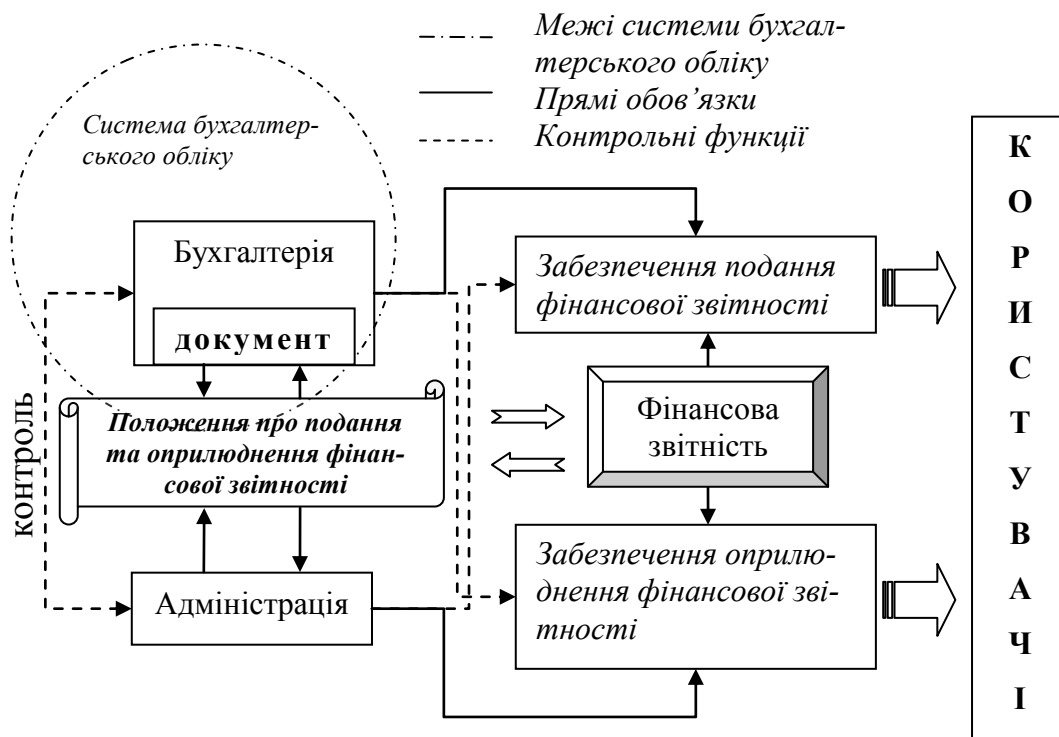 Межі системи бухгал-
терського обліку
Прямі обов’язки
Контрольні функції
Система бухгалтер-
ського обліку
Бухгалтерія
документ
Положення про подання
та оприлюднення фінан-
сової звітності
Адміністрація
контроль
Забезпечення подання
фінансової звітності
Фінансова
звітність
Забезпечення оприлю-
днення фінансової зві-
тності
К
О
Р
И
С
Т
У
В
А
Ч
І